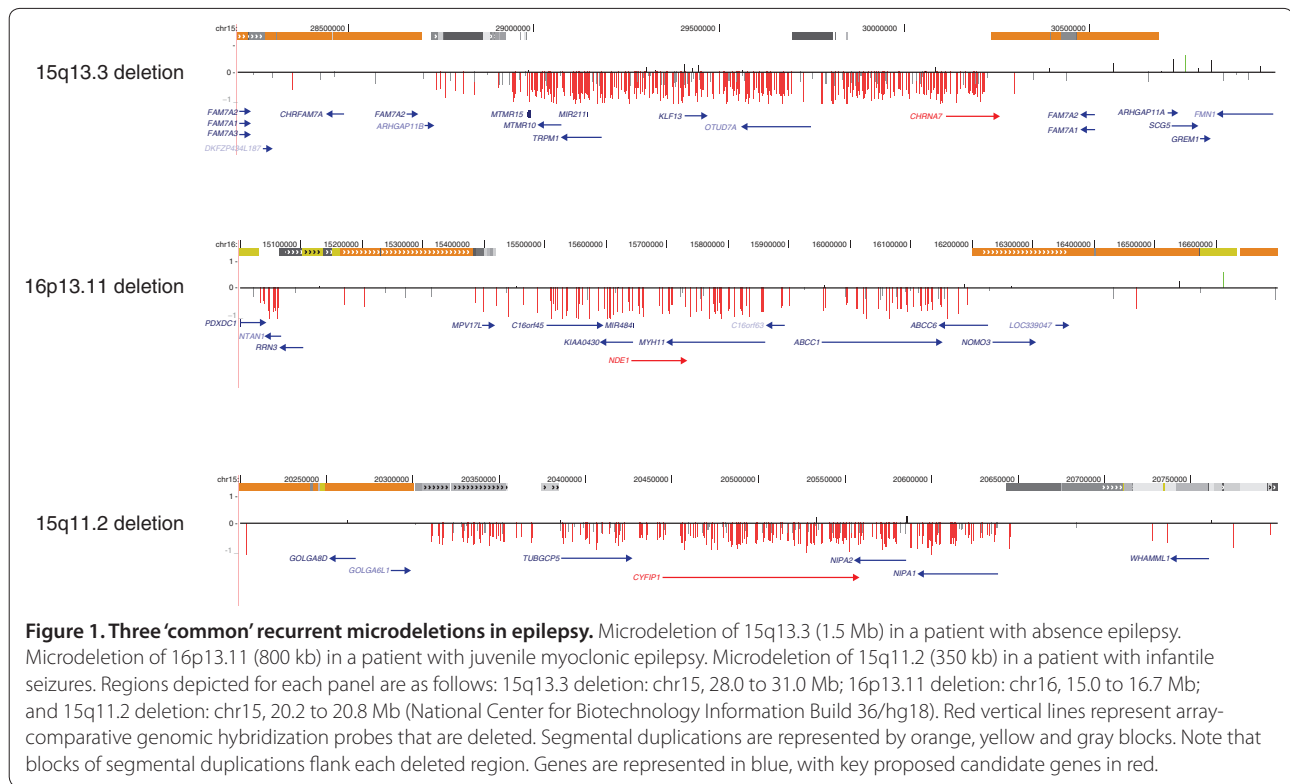 chr15: 28500000 29000000 29500000 30000000 30500000
15q13.3 deletion
0
-1
FAM7A2 CHRFAM7A FAM7A2 MTMR15 MIR211 KLF13 CHRNA7 FAM7A2 ARHGAP11A FMN1
FAM7A1 ARHGAP11B MTMR10 OTUD7A FAM7A1 SCG5
FAM7A3 TRPM1 GREM1
DKFZP434L187
chr16: 15100000 15200000 15300000 15400000 15500000 15600000 15700000 15800000 15900000 16000000 16100000 16200000 16300000 16400000 16500000 16600000
1
16p13.11 deletion
0
-1
PDXDC1 MPV17L C16orf45 MIR484 C16orf63 ABCC6 LOC339047
NTAN1 KIAA0430 MYH11 ABCC1 NOMO3
RRN3
NDE1
chr15: 20250000 20300000 20350000 20400000 20450000 20500000 20550000 20600000 20650000 20700000 20750000
1
15q11.2 deletion
0
-1
GOLGA8D TUBGCP5 NIPA2 WHAMML1
GOLGA6L1 CYFIP1 NIPA1
Figure 1. Three ‘common’ recurrent microdeletions in epilepsy. Microdeletion of 15q13.3 (1.5 Mb) in a patient with absence epilepsy.
Microdeletion of 16p13.11 (800 kb) in a patient with juvenile myoclonic epilepsy. Microdeletion of 15q11.2 (350 kb) in a patient with infantile
seizures. Regions depicted for each panel are as follows: 15q13.3 deletion: chr15, 28.0 to 31.0 Mb; 16p13.11 deletion: chr16, 15.0 to 16.7 Mb;
and 15q11.2 deletion: chr15, 20.2 to 20.8 Mb (National Center for Biotechnology Information Build 36/hg18). Red vertical lines represent array-
comparative genomic hybridization probes that are deleted. Segmental duplications are represented by orange, yellow and gray blocks. Note that
blocks of segmental duplications flank each deleted region. Genes are represented in blue, with key proposed candidate genes in red.